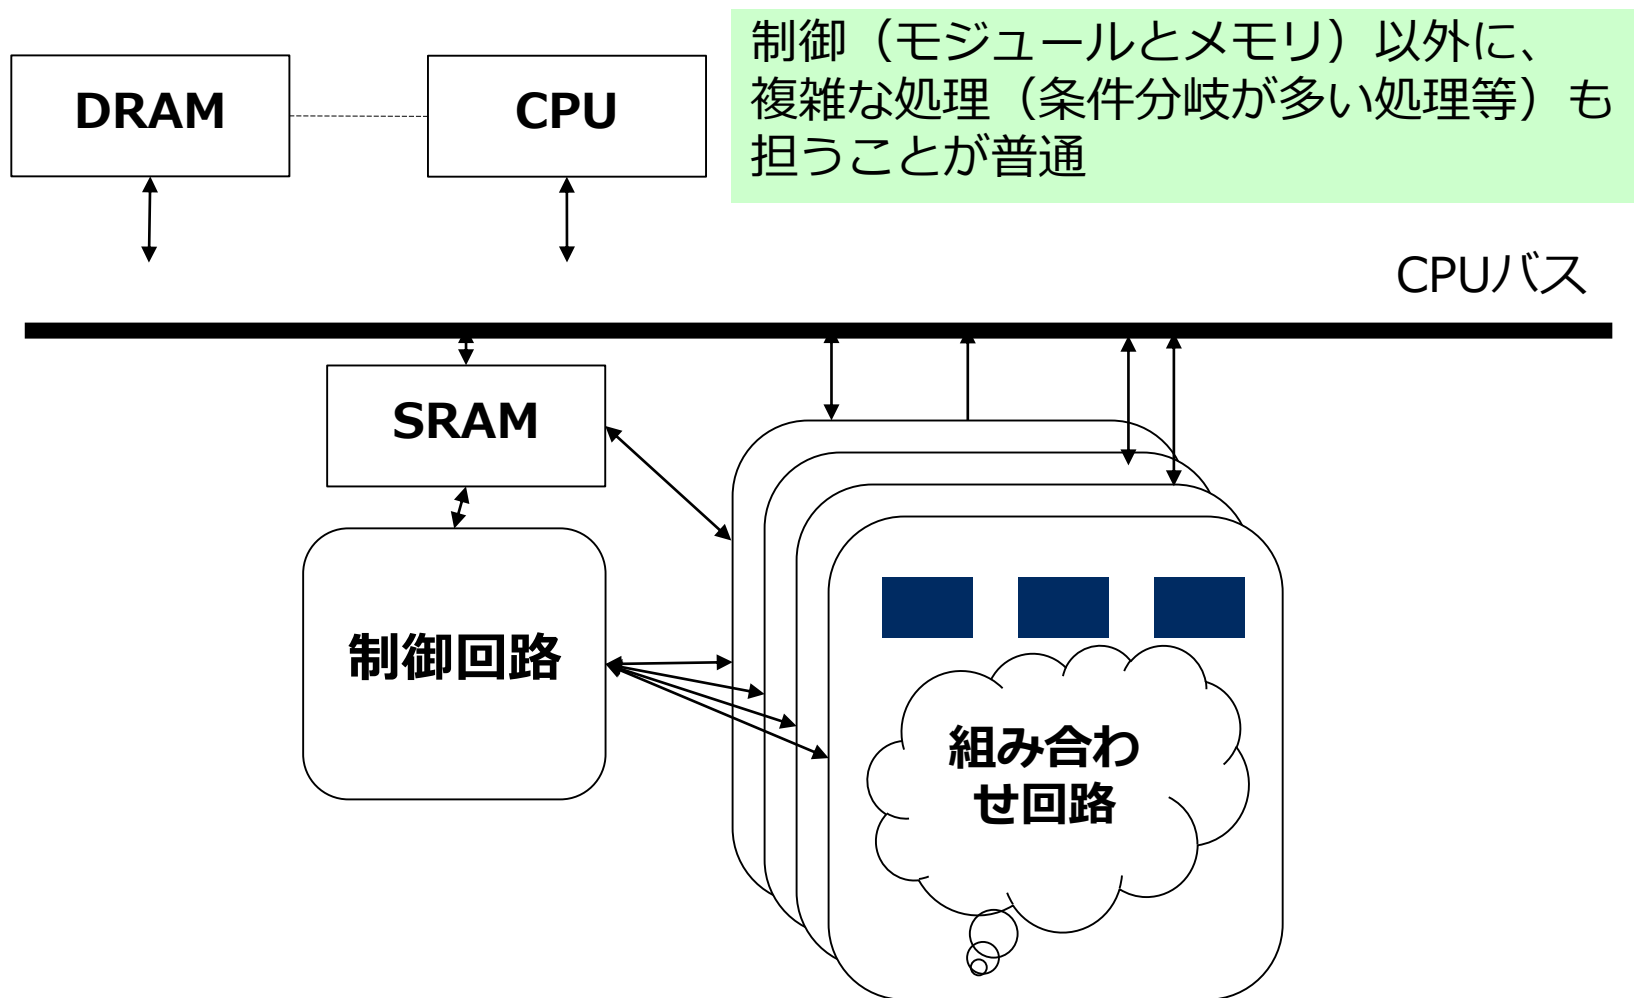 制御（モジュールとメモリ）以外に、
複雑な処理（条件分岐が多い処理等）も
担うことが普通
DRAM
CPU
CPUバス
SRAM
制御回路
組み合わ
せ回路